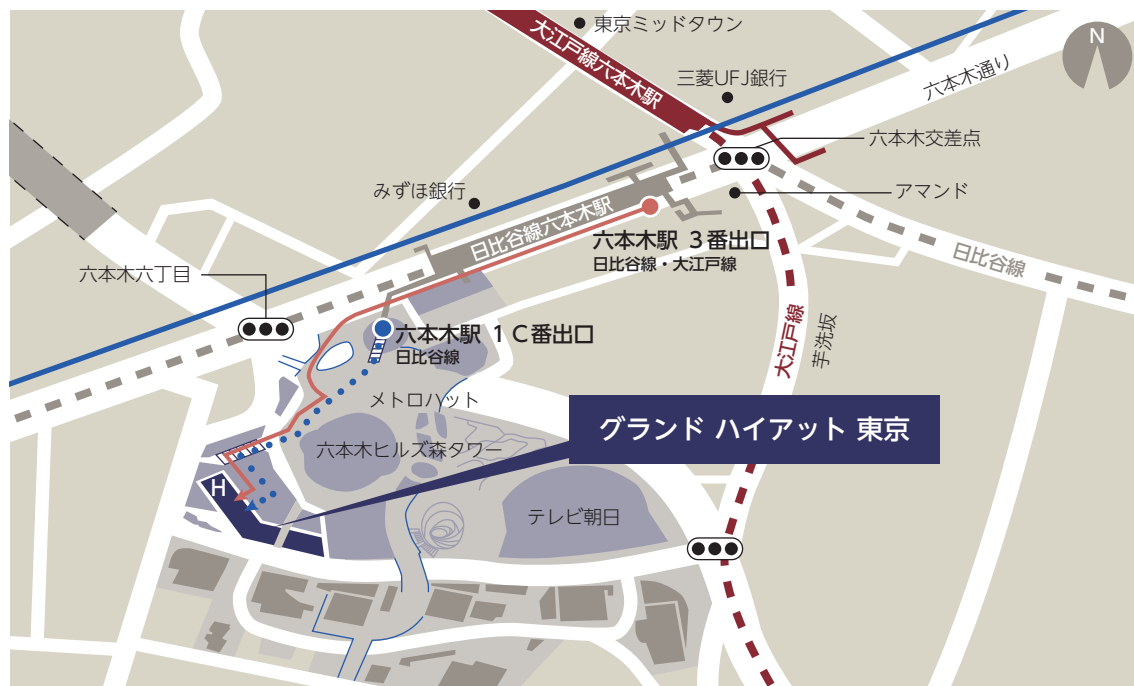 東京ミッドタウン
N
大江戸線六本木駅
三菱UFJ銀行
六本木通り
六本木交差点
みずほ銀行
アマンド
日比谷線六本木駅
六本木駅 3番出口
日比谷線・大江戸線
日比谷線
六本木六丁目
六本木駅 1C番出口
日比谷線
大江戸線
芋洗坂
メトロハット
グランド ハイアット 東京
六本木ヒルズ森タワー
H
テレビ朝日